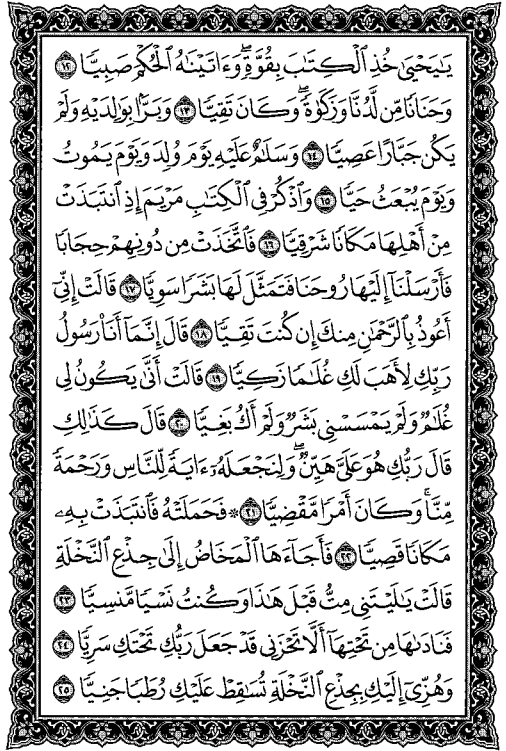 يَـٰيَحۡيَىٰ خُذِ ٱلۡكِتَـٰبَ بِقُوَّةࣲۖ وَءَاتَيۡنَـٰهُ ٱلۡحُكۡمَ صَبِيࣰّا ١٢
وَحَنَانࣰا مِّن لَّدُنَّا وَزَكَوٰةࣰۖ وَكَانَ تَقِيࣰّا ١٣ وَبَرَّۢا بِوَٰلِدَيۡهِ وَلَمۡ
يَكُن جَبَّارًا عَصِيࣰّا ١٤ وَسَلَـٰمٌ عَلَيۡهِ يَوۡمَ وُلِدَ وَيَوۡمَ يَمُوتُ
وَيَوۡمَ يُبۡعَثُ حَيࣰّا ١٥ وَٱذۡكُرۡ فِي ٱلۡكِتَـٰبِ مَرۡيَمَ إِذِ ٱنتَبَذَتۡ
مِنۡ أَهۡلِهَا مَكَانࣰا شَرۡقِيࣰّا ١٦ فَٱتَّخَذَتۡ مِن دُونِهِمۡ حِجَابࣰا
فَأَرۡسَلۡنَآ إِلَيۡهَا رُوحَنَا فَتَمَثَّلَ لَهَا بَشَرࣰا سَوِيࣰّا ١٧ قَالَتۡ إِنِّيٓ
أَعُوذُ بِٱلرَّحۡمَـٰنِ مِنكَ إِن كُنتَ تَقِيࣰّا ١٨ قَالَ إِنَّمَآ أَنَا۠ رَسُولُ
رَبِّكِ لِأَهَبَ لَكِ غُلَـٰمࣰا زَكِيࣰّا ١٩ قَالَتۡ أَنَّىٰ يَكُونُ لِي
غُلَـٰمࣱ وَلَمۡ يَمۡسَسۡنِي بَشَرࣱ وَلَمۡ أَكُ بَغِيࣰّا ٢٠ قَالَ كَذَٰلِكِ
قَالَ رَبُّكِ هُوَ عَلَيَّ هَيِّنࣱۖ وَلِنَجۡعَلَهُۥٓ ءَايَةࣰ لِّلنَّاسِ وَرَحۡمَةࣰ
مِّنَّاۚ وَكَانَ أَمۡرࣰا مَّقۡضِيࣰّا ٢١ ۞ فَحَمَلَتۡهُ فَٱنتَبَذَتۡ بِهِۦ
مَكَانࣰا قَصِيࣰّا ٢٢ فَأَجَآءَهَا ٱلۡمَخَاضُ إِلَىٰ جِذۡعِ ٱلنَّخۡلَةِ
قَالَتۡ يَـٰلَيۡتَنِي مِتُّ قَبۡلَ هَـٰذَا وَكُنتُ نَسۡيࣰا مَّنسِيࣰّا ٢٣
فَنَادَىٰهَا مِن تَحۡتِهَآ أَلَّا تَحۡزَنِي قَدۡ جَعَلَ رَبُّكِ تَحۡتَكِ سَرِيࣰّا ٢٤
وَهُزِّيٓ إِلَيۡكِ بِجِذۡعِ ٱلنَّخۡلَةِ تُسَـٰقِطۡ عَلَيۡكِ رُطَبࣰا جَنِيࣰّا ٢٥